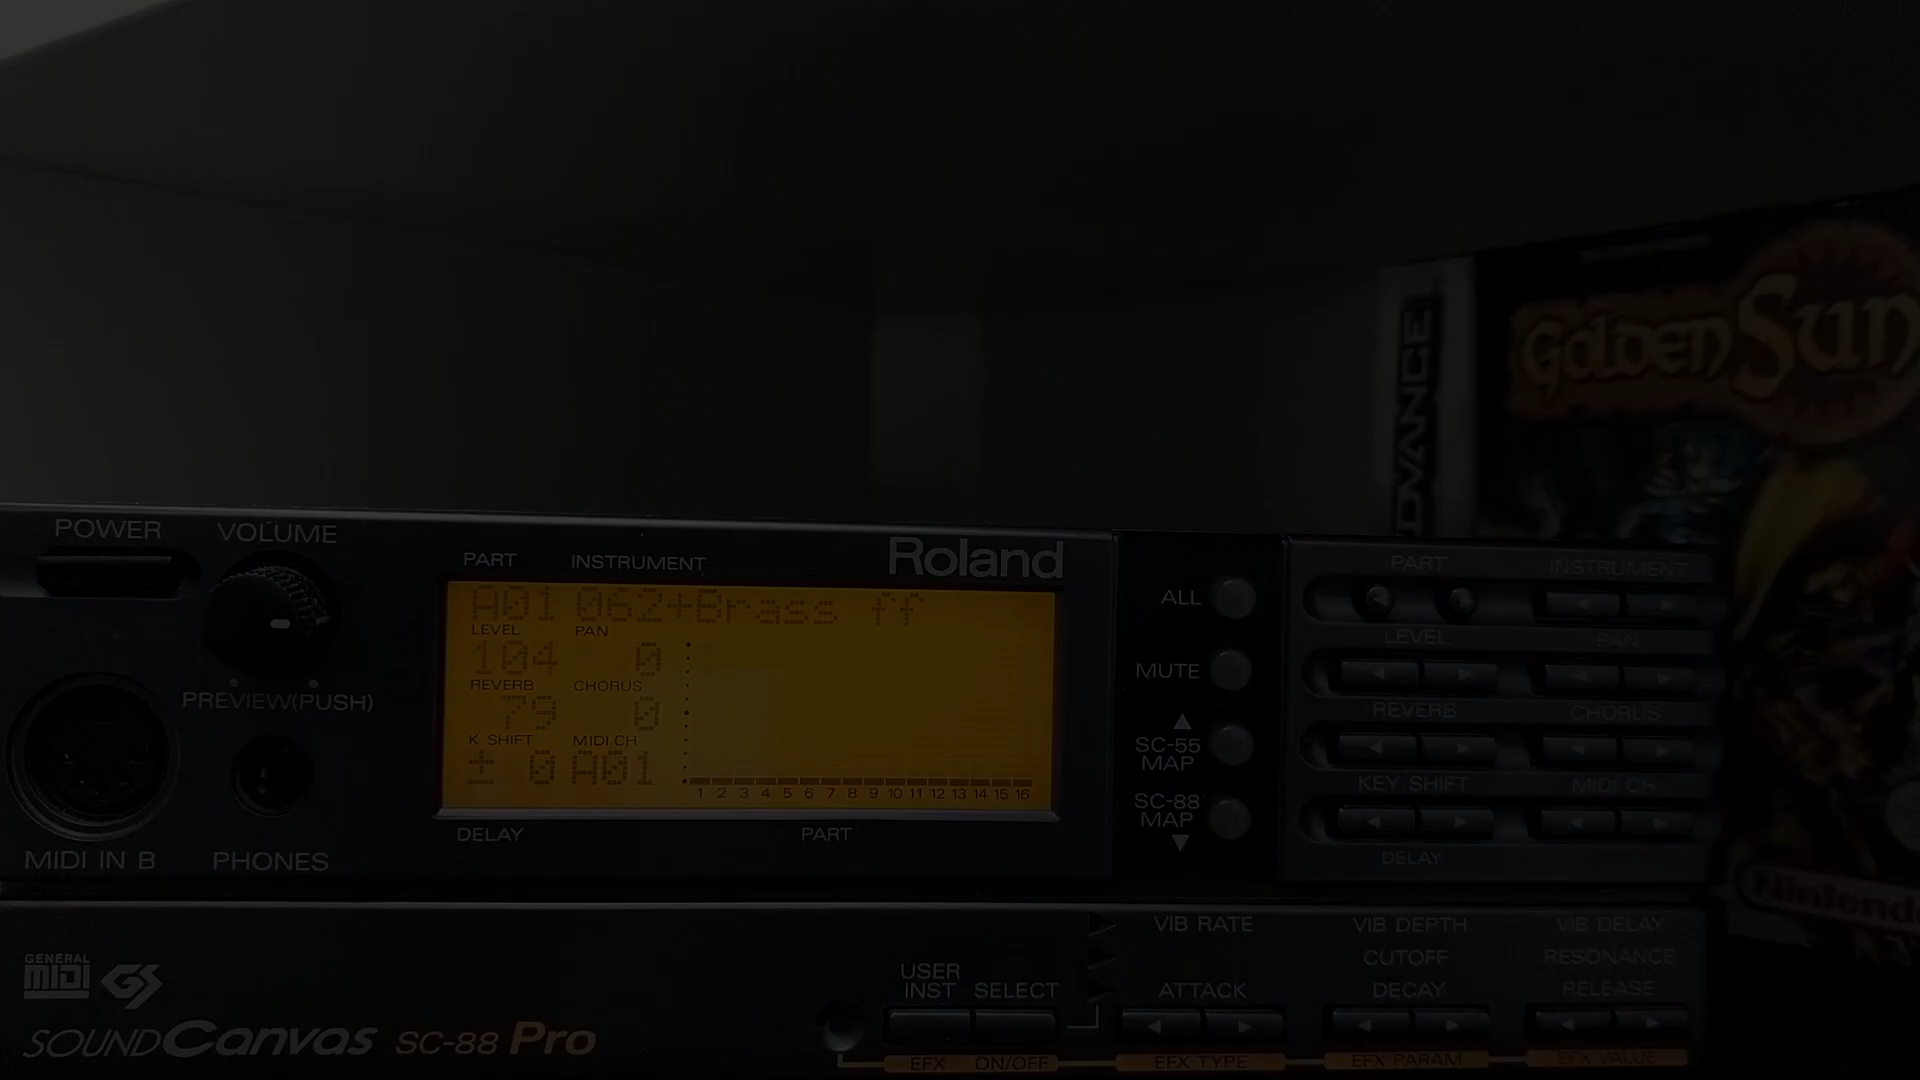 POWER
VOLUME
PREVIEW(PUSH)
MIDI IN B
PHONES
PART INSTRUMENT
Roland
A01 062+Brass ff
LEVEL PAN
104 0
REVERB CHORUS
79 0
K SHIFT MIDI CH
± 0 A01
1 2 3 4 5 6 7 8 9 10 11 12 13 14 15 16
DELAY PART
ALL
MUTE
SC-55
MAP
SC-88
MAP
PART INSTRUMENT
LEVEL PAN
REVERB CHORUS
KEY SHIFT MIDI CH
DELAY
ADVANCE
Golden Sun
Nintendo
GENERAL
MIDI GS
SOUND Canvas SC-88 Pro
USER
INST SELECT
VIB RATE VIB DEPTH VIB DELAY
CUTOFF RESONANCE
ATTACK DECAY RELEASE
EFX ON/OFF EFX TYPE EFX PARAM EFX VALUE